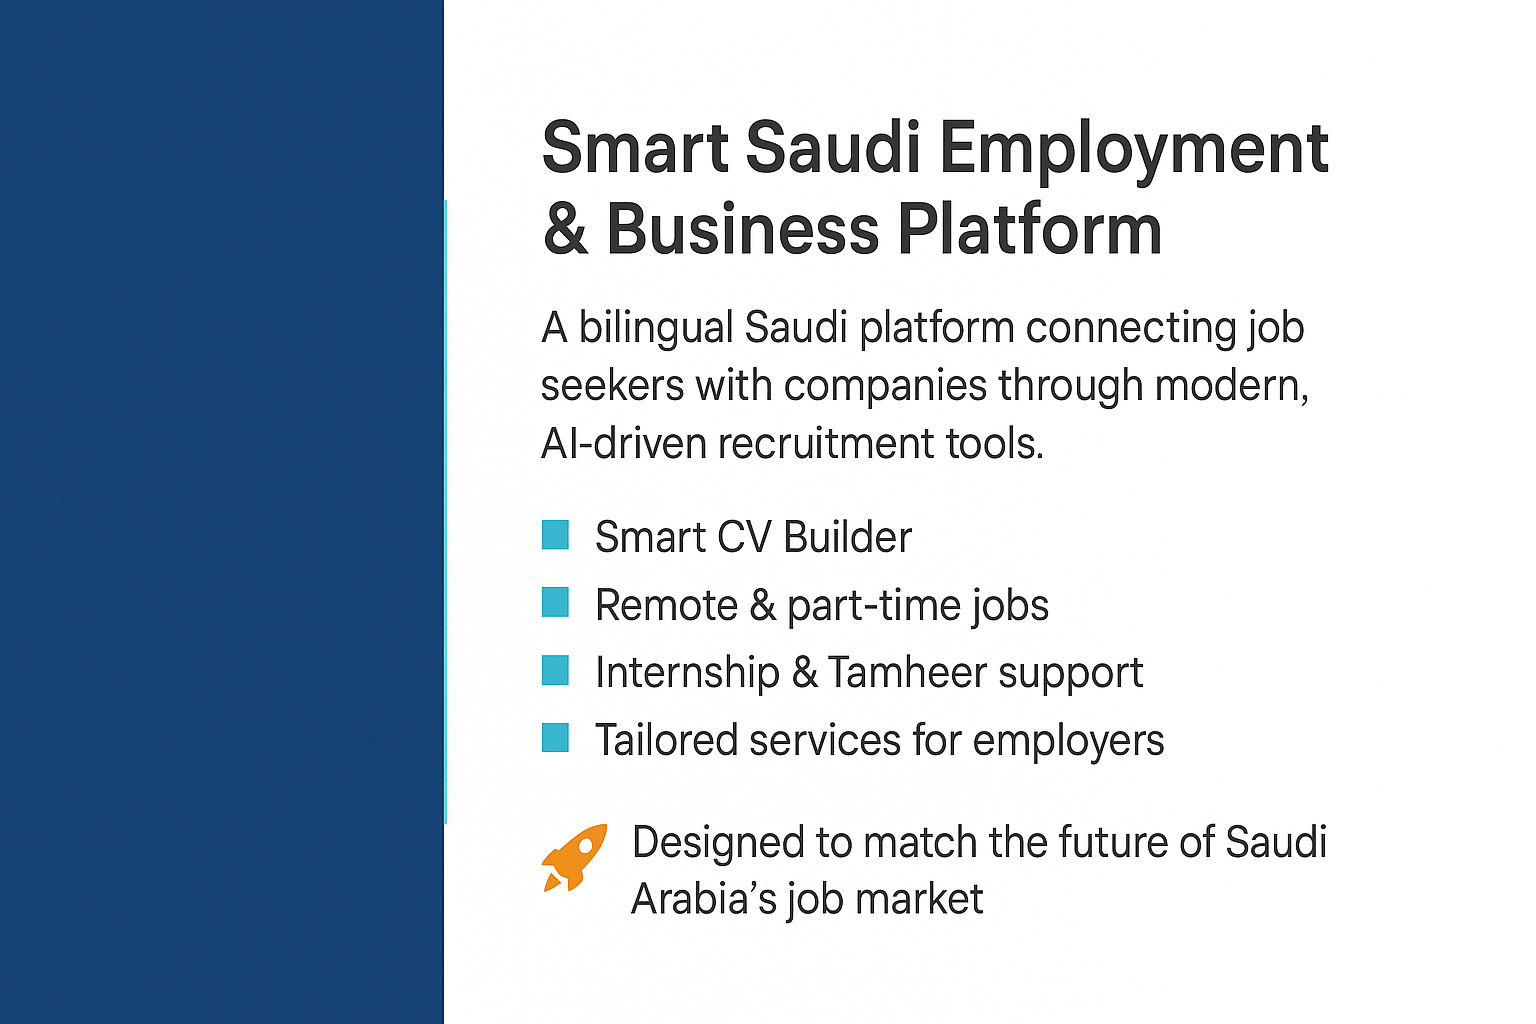 Smart Saudi Employment
& Business Platform
A bilingual Saudi platform connecting job
seekers with companies through modern,
AI-driven recruitment tools.
Smart CV Builder
Remote & part-time jobs
Internship & Tamheer support
Tailored services for employers
Designed to match the future of Saudi
Arabia’s job market